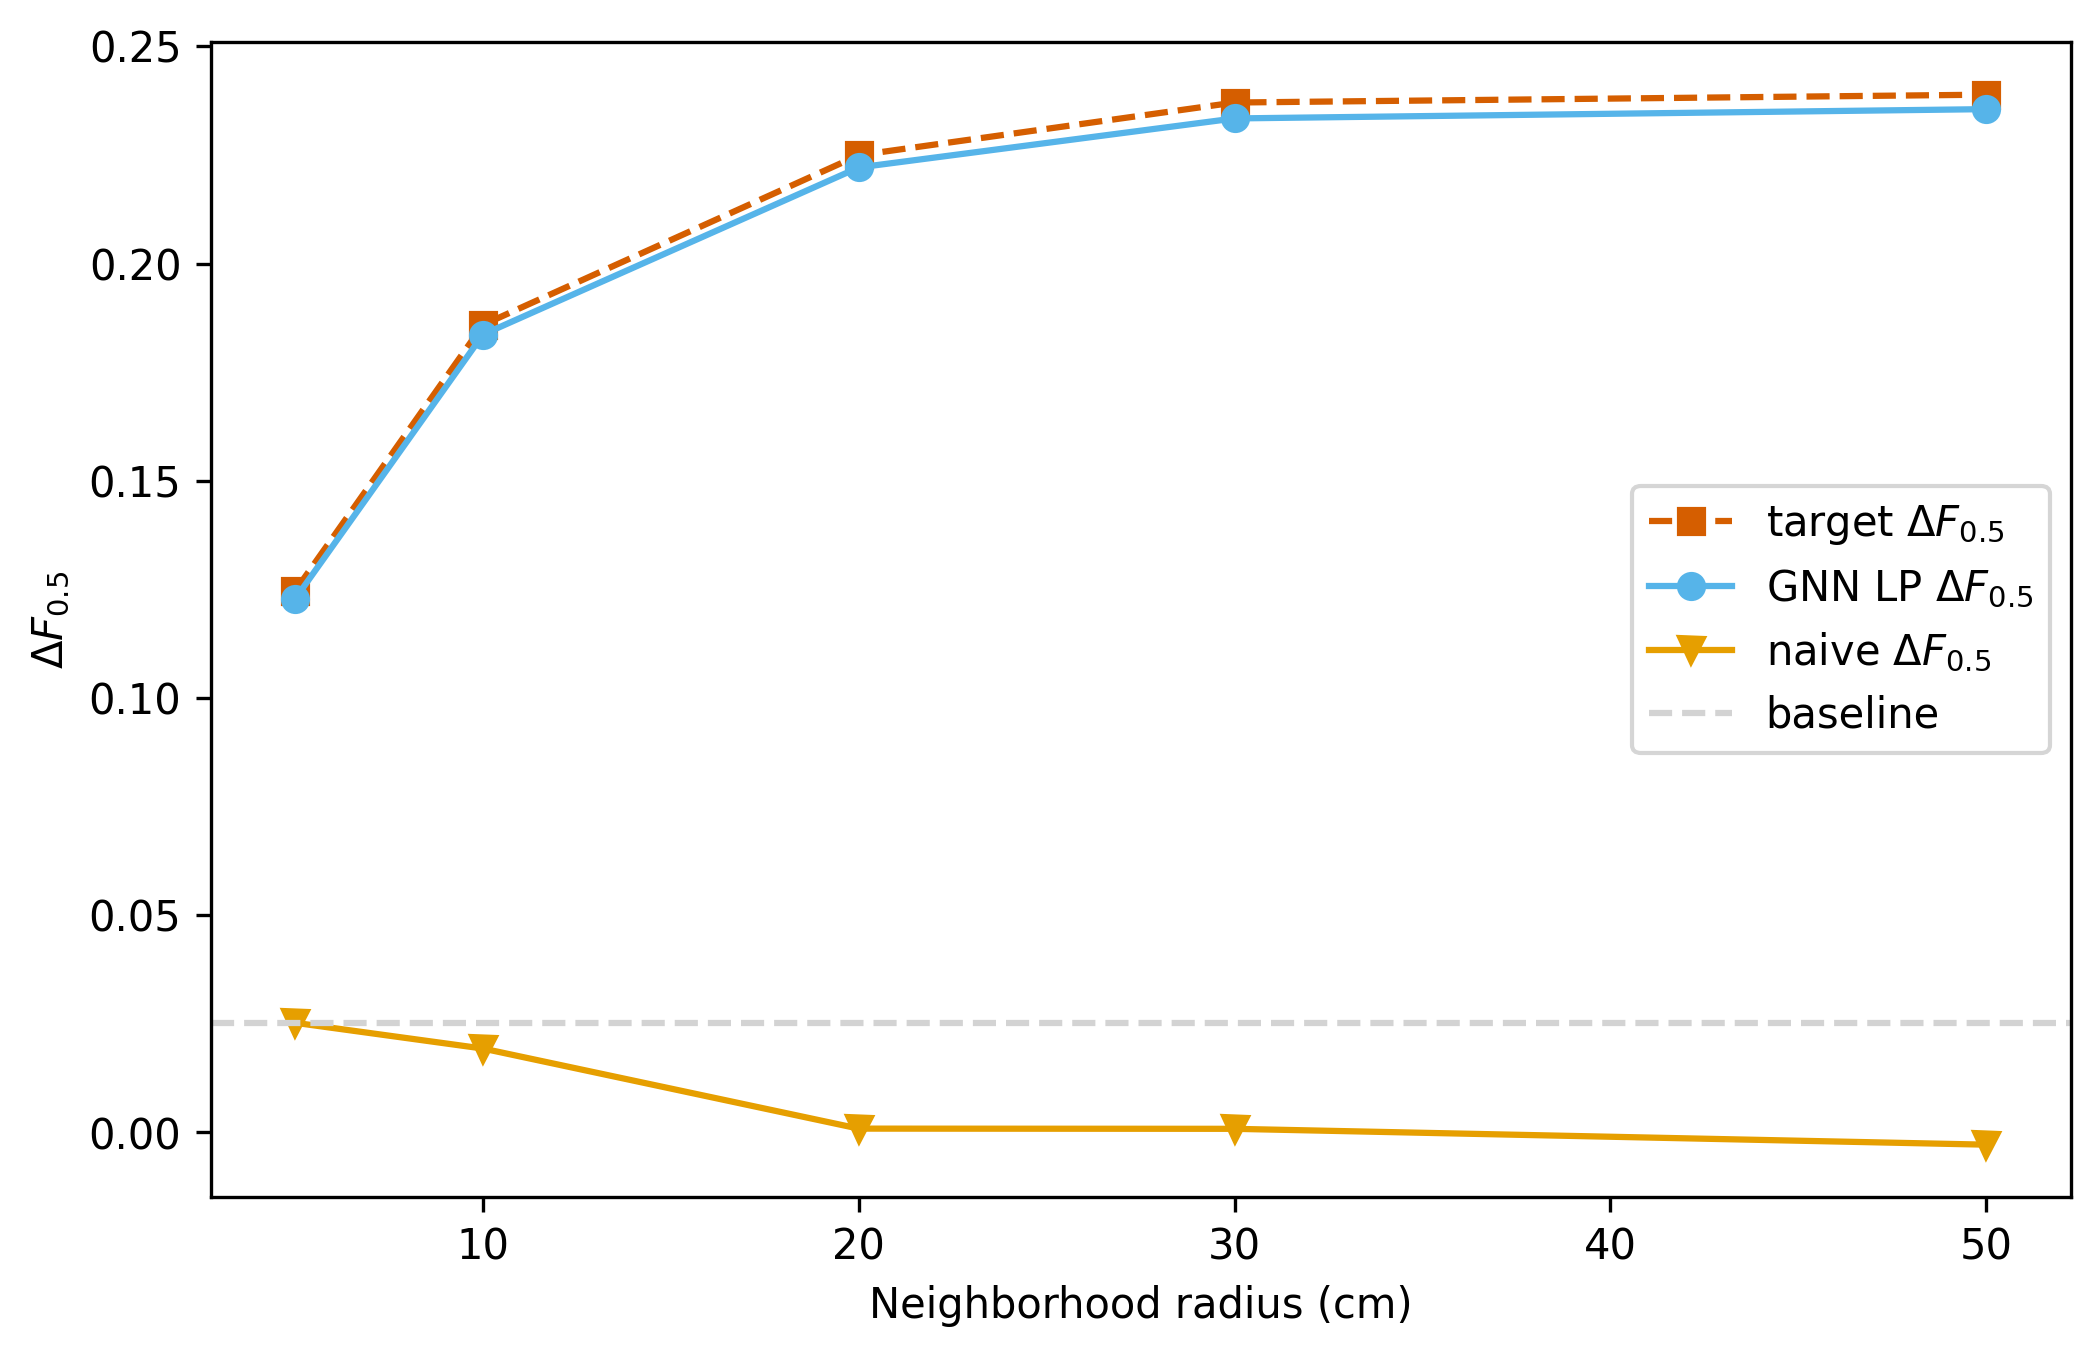 0.25
0.20
0.15
0.10
0.05
0.00
ΔF0.5
10 20 30 40 50
Neighborhood radius (cm)
target ΔF0.5
GNN LP ΔF0.5
naive ΔF0.5
baseline